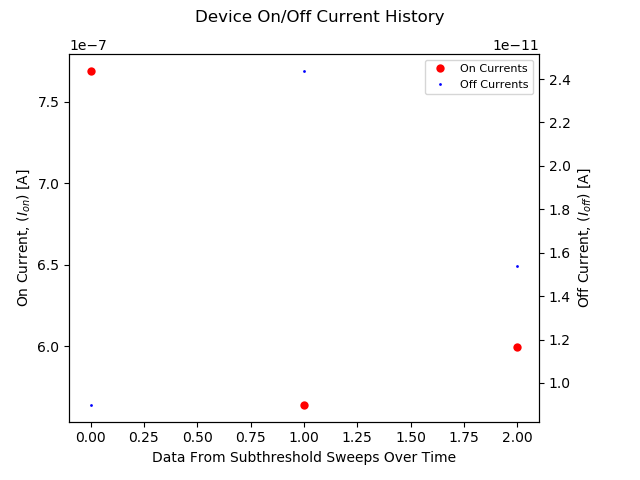 Device On/Off Current History
1e−7
1e−11
On Currents
Off Currents
7.5
7.0
6.5
6.0
On Current, (I_on) [A]
2.4
2.2
2.0
1.8
1.6
1.4
1.2
1.0
Off Current, (I_off) [A]
0.00 0.25 0.50 0.75 1.00 1.25 1.50 1.75 2.00
Data From Subthreshold Sweeps Over Time